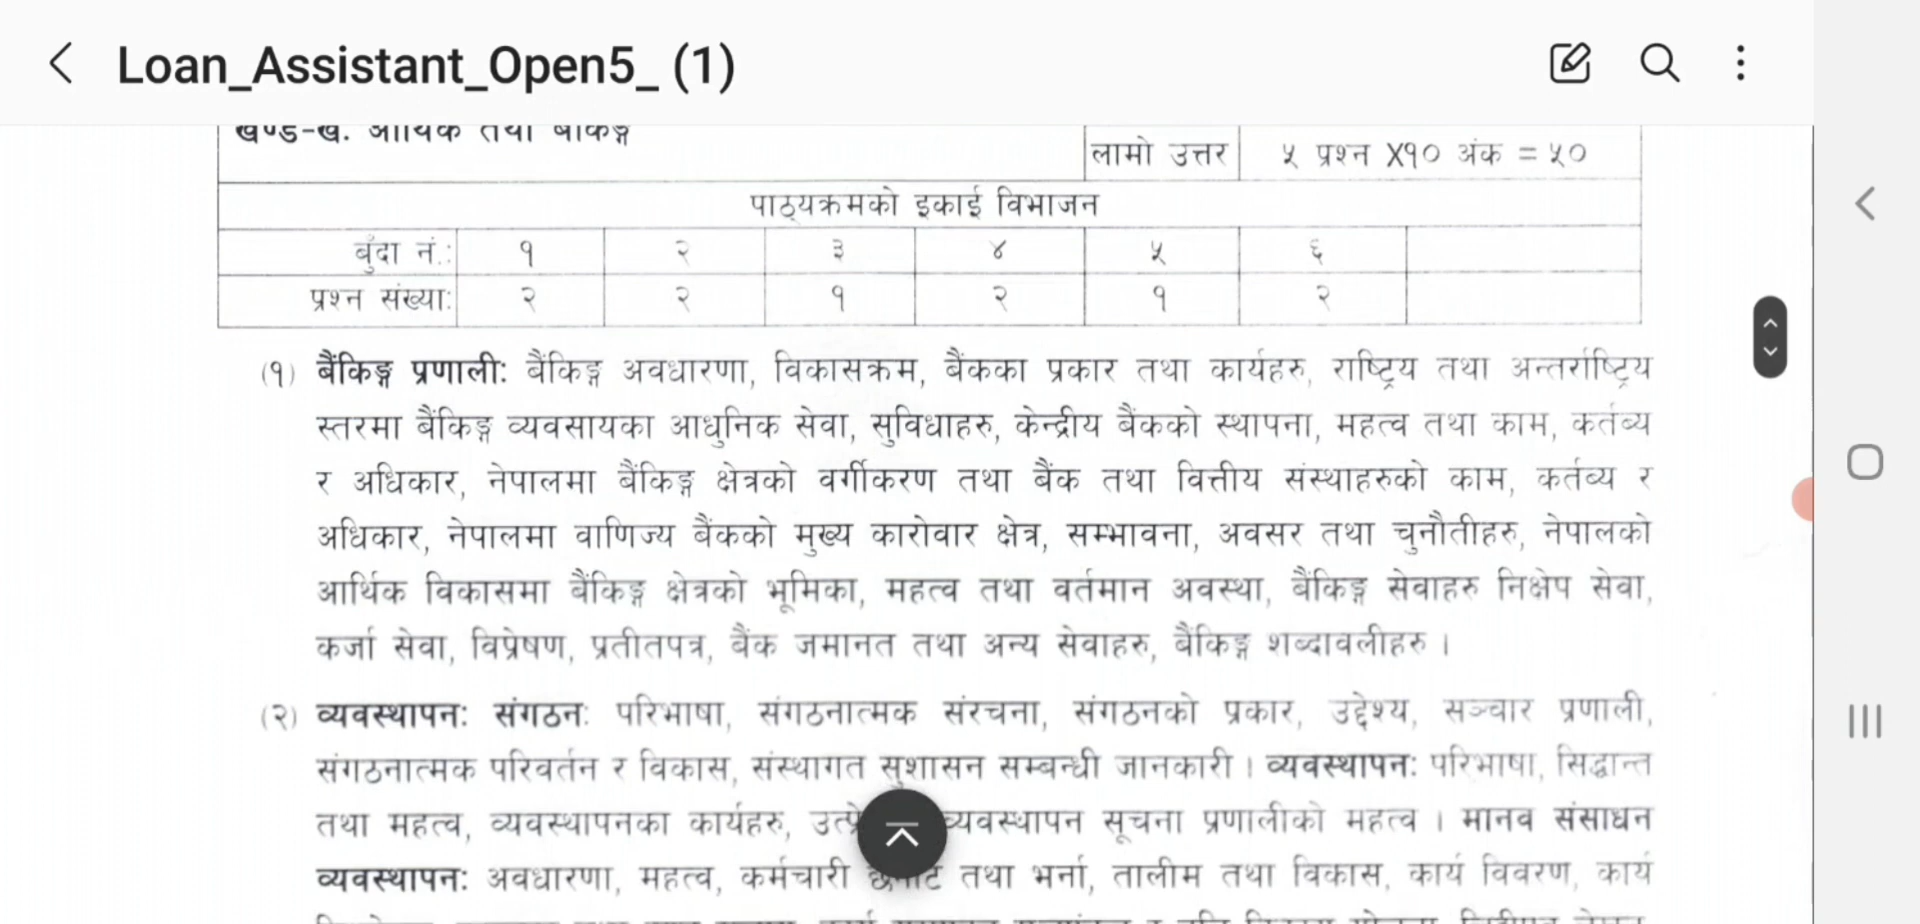 Loan_Assistant_Open5_ (1)
खण्ड-ख. आर्थिक तथा बैंकिङ्ग
लामो उत्तर ५ प्रश्न X१० अंक = ५०
पाठ्यक्रमको इकाई विभाजन
बुँदा नं.: १ २ ३ ४ ५ ६
प्रश्न संख्या: २ २ १ २ १ २
(१) बैंकिङ्ग प्रणाली: बैंकिङ्ग अवधारणा, विकासक्रम, बैंकका प्रकार तथा कार्यहरु, राष्ट्रिय तथा अन्तर्राष्ट्रिय
स्तरमा बैंकिङ्ग व्यवसायका आधुनिक सेवा, सुविधाहरु, केन्द्रीय बैंकको स्थापना, महत्व तथा काम, कर्तव्य
र अधिकार, नेपालमा बैंकिङ्ग क्षेत्रको वर्गीकरण तथा बैंक तथा वित्तीय संस्थाहरुको काम, कर्तव्य र
अधिकार, नेपालमा वाणिज्य बैंकको मुख्य कारोवार क्षेत्र, सम्भावना, अवसर तथा चुनौतीहरु, नेपालको
आर्थिक विकासमा बैंकिङ्ग क्षेत्रको भूमिका, महत्व तथा वर्तमान अवस्था, बैंकिङ्ग सेवाहरु निक्षेप सेवा,
कर्जा सेवा, विप्रेषण, प्रतीतपत्र, बैंक जमानत तथा अन्य सेवाहरु, बैंकिङ्ग शब्दावलीहरु ।
(२) व्यवस्थापन: संगठन: परिभाषा, संगठनात्मक संरचना, संगठनको प्रकार, उद्देश्य, सञ्चार प्रणाली,
संगठनात्मक परिवर्तन र विकास, संस्थागत सुशासन सम्बन्धी जानकारी । व्यवस्थापन: परिभाषा, सिद्धान्त
तथा महत्व, व्यवस्थापनका कार्यहरु, व्यवस्थापन सूचना प्रणालीको महत्व । मानव संसाधन
व्यवस्थापन: अवधारणा, महत्व, कर्मचारी छनौट तथा भर्ना, तालीम तथा विकास, कार्य विवरण, कार्य